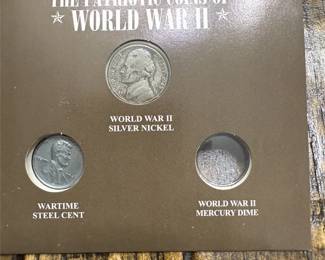 THE PATRIOTIC COINS OF
WORLD WAR II
WORLD WAR II
SILVER NICKEL
WARTIME
STEEL CENT
WORLD WAR II
MERCURY DIME